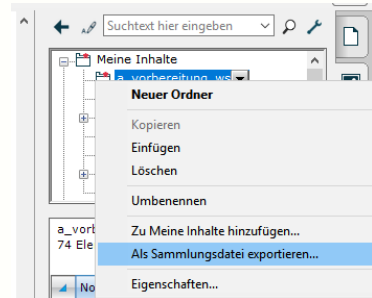 Suchtext hier eingeben
Meine Inhalte
a_vorbereitung_ws
Neuer Ordner
Kopieren
Einfügen
Löschen
Umbenennen
a_vort
Zu Meine Inhalte hinzufügen...
74 Ele
Als Sammlungsdatei exportieren...
No
Eigenschaften...